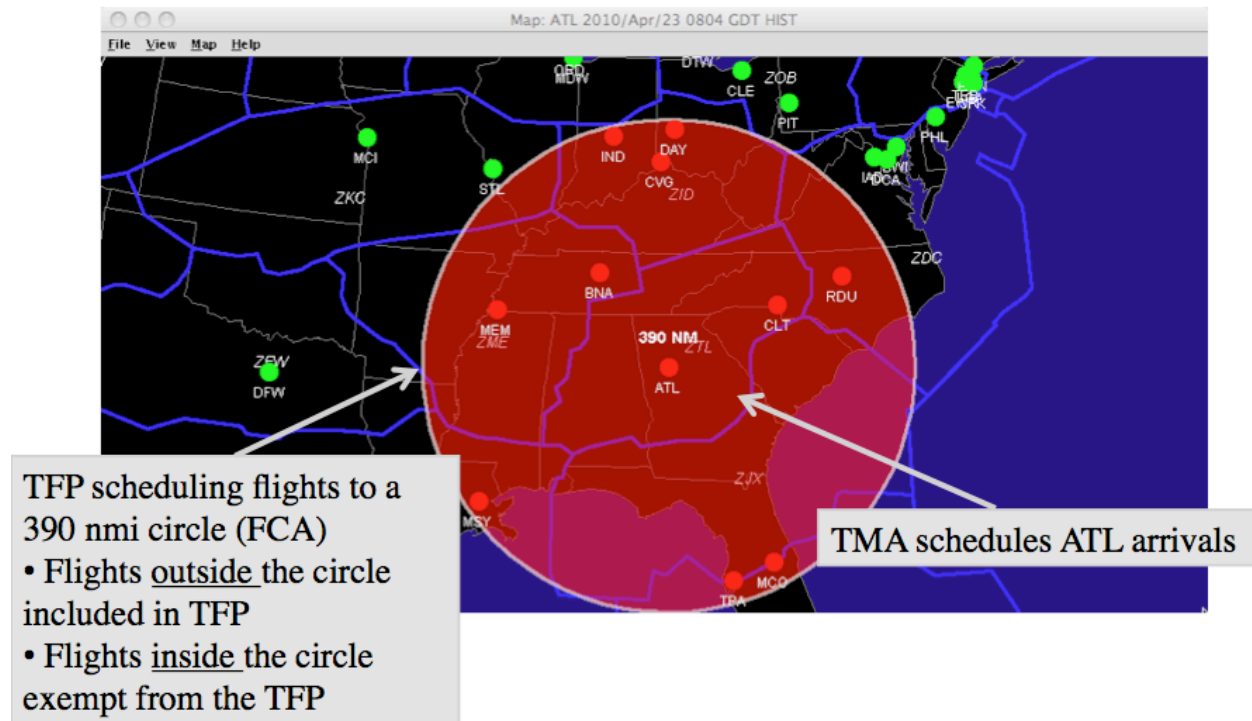 Map: ATL 2010/Apr/23 0804 GDT HIST
File View Map Help
ORD
MDW
DTW
CLE
ZOB
PIT
PHL
IAD
BWI
DCA
MCI
STL
IND
DAY
CVG
ZID
ZKC
ZDC
BNA
RDU
MEM
ZME
CLT
390 NM
ZTL
ATL
ZFW
DFW
ZJX
MSY
MCO
TPA
TFP scheduling flights to a
390 nmi circle (FCA)
• Flights outside the circle
included in TFP
• Flights inside the circle
exempt from the TFP
TMA schedules ATL arrivals